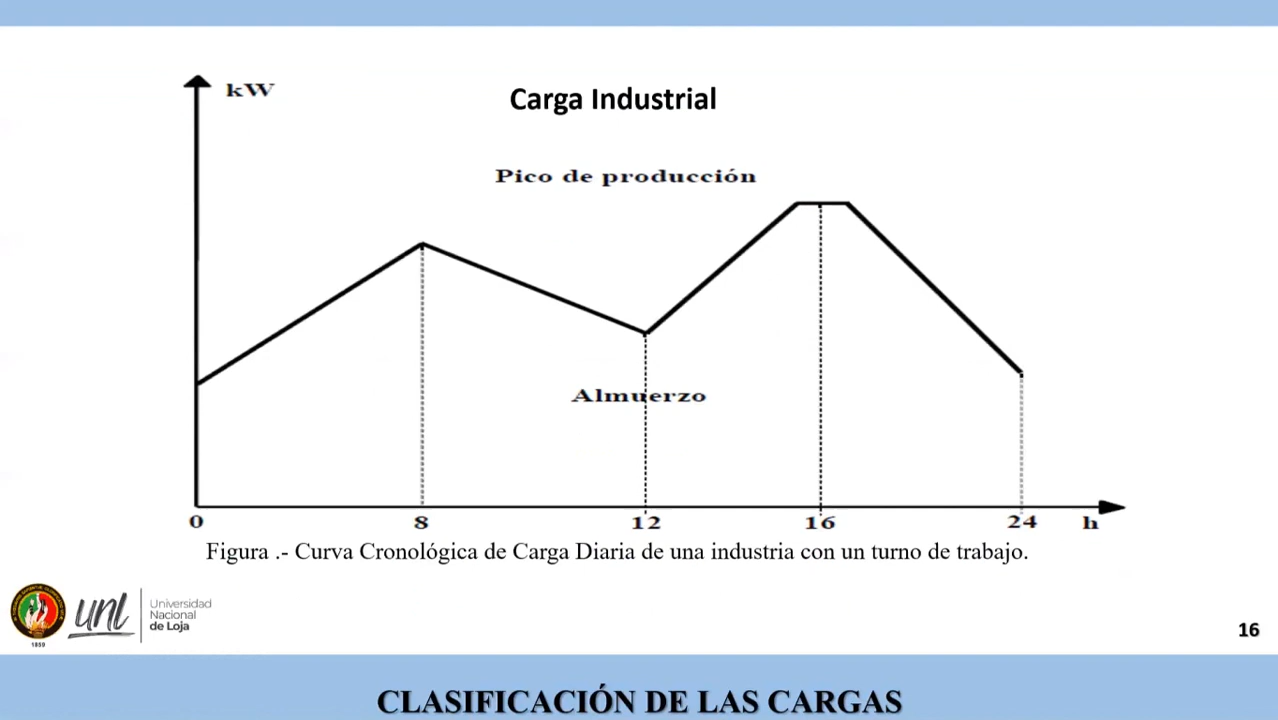 kW
Carga Industrial
Pico de producción
Almuerzo
0 8 12 16 24 h
Figura .- Curva Cronológica de Carga Diaria de una industria con un turno de trabajo.
1859
unl
Universidad
Nacional
de Loja
16
CLASIFICACIÓN DE LAS CARGAS